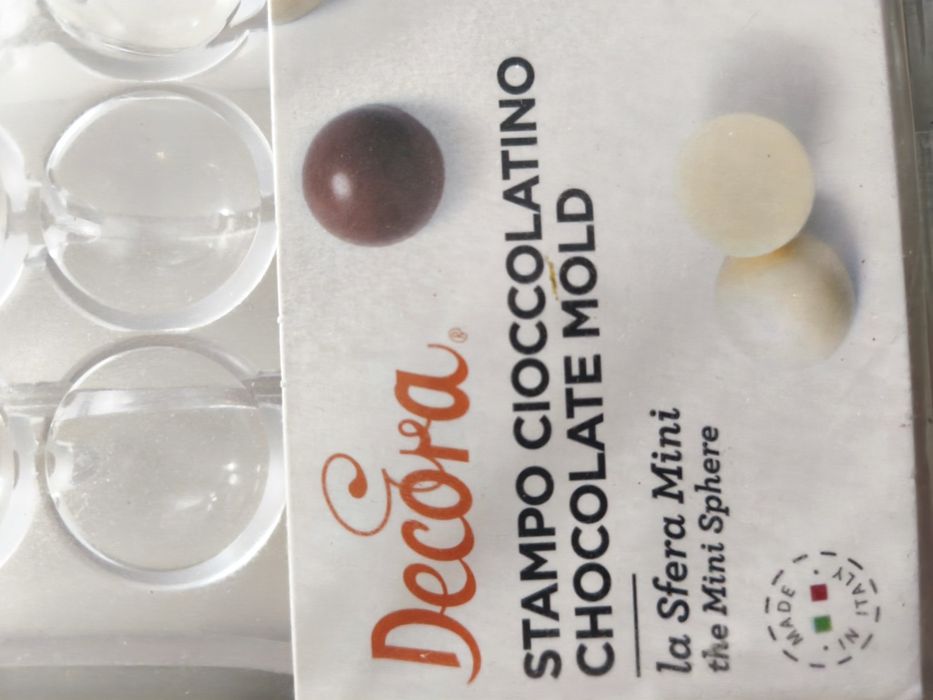 Decora®
STAMPO CIOCCOLATINO
CHOCOLATE MOLD
la Sfera Mini
the Mini Sphere
MADE
IN ITALY